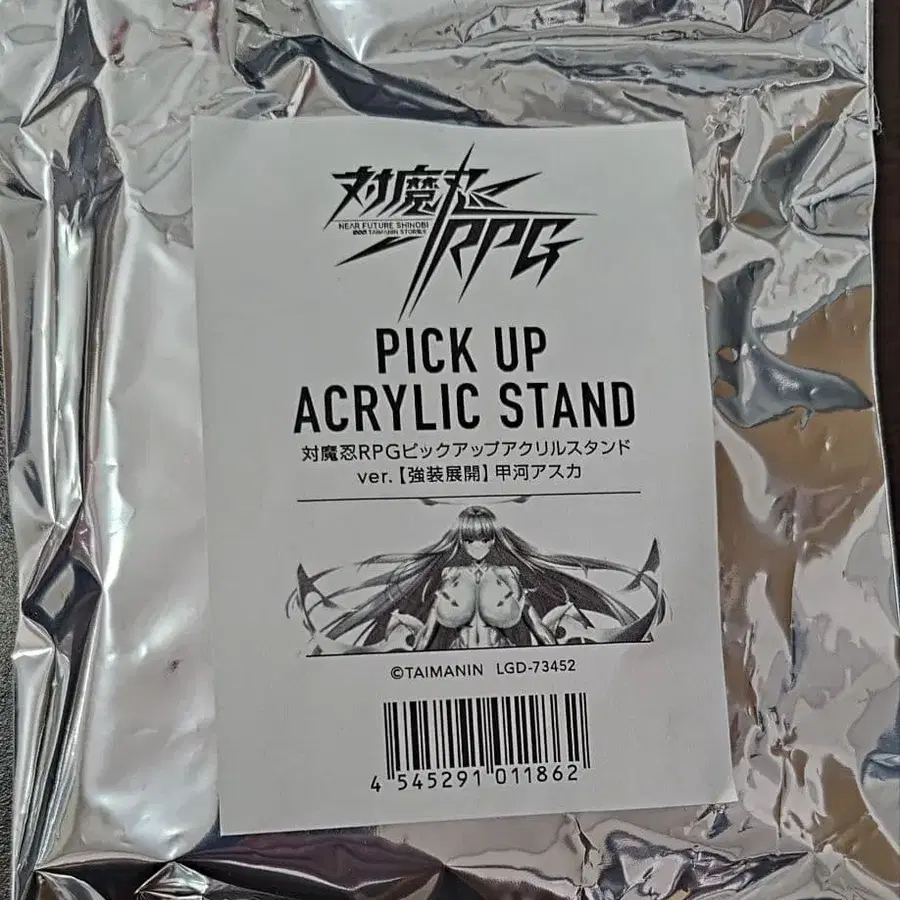 対魔忍
NEAR FUTURE SHINOBI
TAIMANIN STORIES
RPG
PICK UP
ACRYLIC STAND
対魔忍RPGピックアップアクリルスタンド
ver.【強装展開】甲河アスカ
©TAIMANIN LGD-73452
4 545291 011862